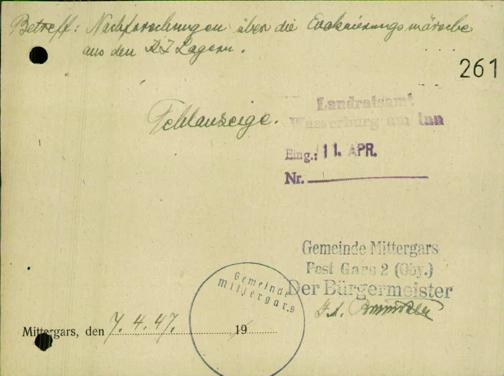 Betreff: Nachforschungen über die Evakuierungsmärsche
aus den KZ Lagern.
261
Fehlanzeige.
Landratsamt
Wasserburg am Inn
Eing.: 11. APR.
Nr.
Gemeinde Mittergars
Post Gars 2 (Oby.)
Der Bürgermeister
Gemeinde
Mittergars
Mittergars, den 7.4.47. 19